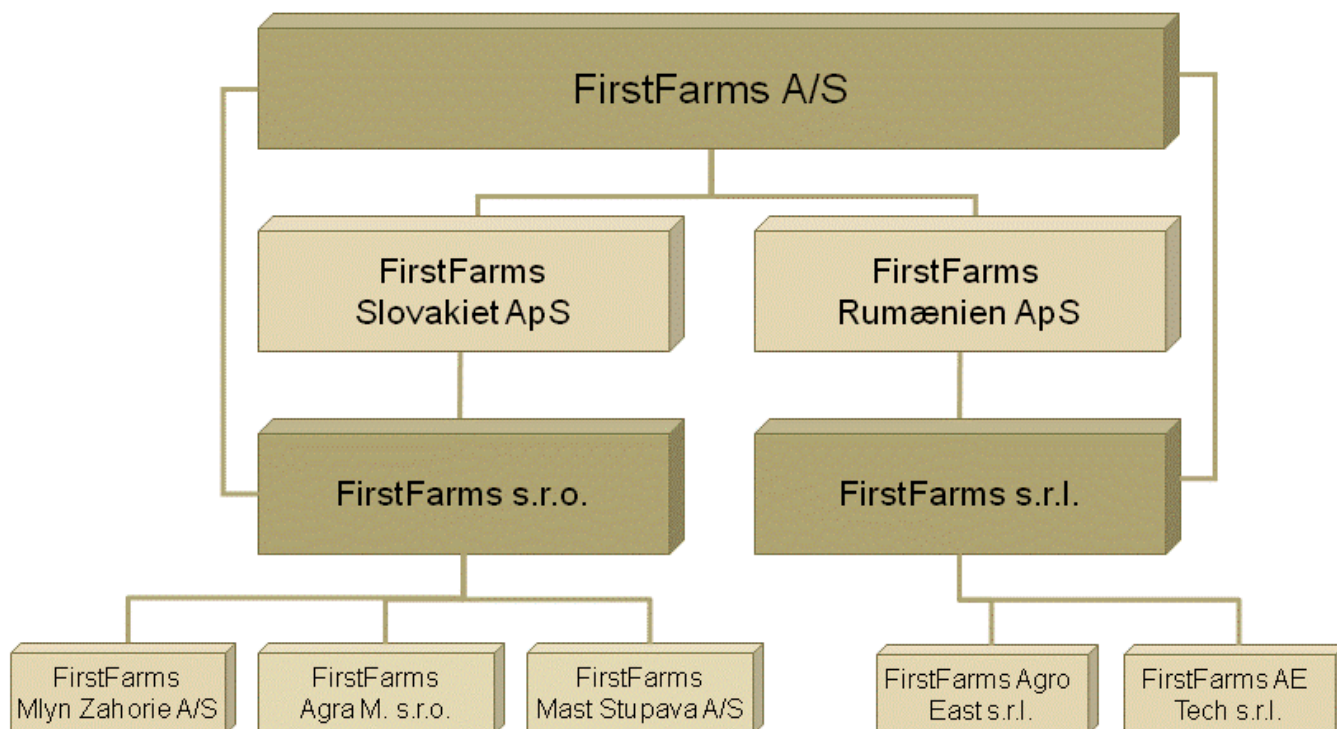 FirstFarms A/S
FirstFarms
Slovakiet ApS
FirstFarms
Rumænien ApS
FirstFarms s.r.o.
FirstFarms s.r.l.
FirstFarms
Mlyn Zahorie A/S
FirstFarms
Agra M. s.r.o.
FirstFarms
Mast Stupava A/S
FirstFarms Agro
East s.r.l.
FirstFarms AE
Tech s.r.l.